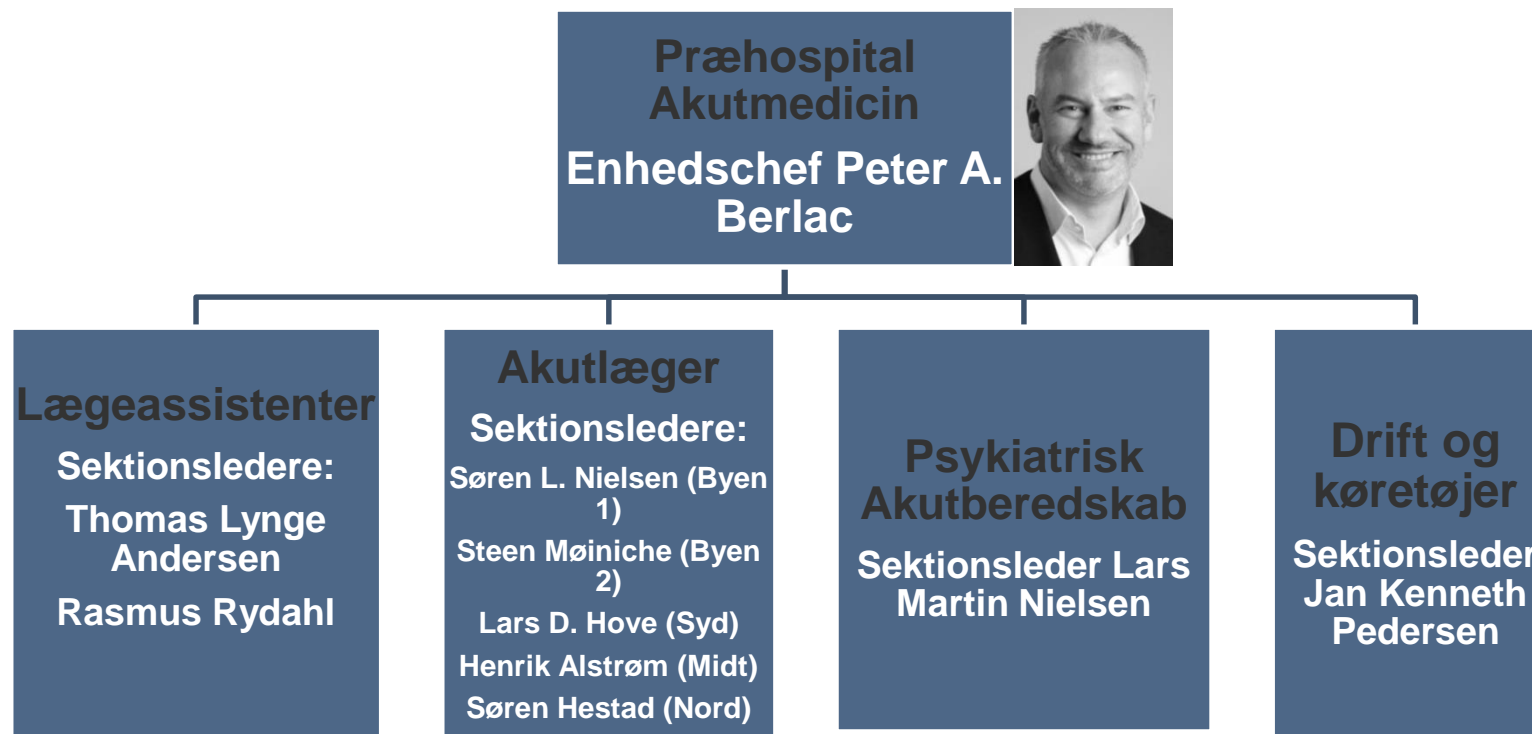 Præhospital
Akutmedicin
Enhedschef Peter A.
Berlac
Lægeassistenter
Sektionsledere:
Thomas Lynge
Andersen
Rasmus Rydahl
Akutlæger
Sektionsledere:
Søren L. Nielsen (Byen
1)
Steen Møiniche (Byen
2)
Lars D. Hove (Syd)
Henrik Alstrøm (Midt)
Søren Hestad (Nord)
Psykiatrisk
Akutberedskab
Sektionsleder Lars
Martin Nielsen
Drift og
køretøjer
Sektionsleder
Jan Kenneth
Pedersen